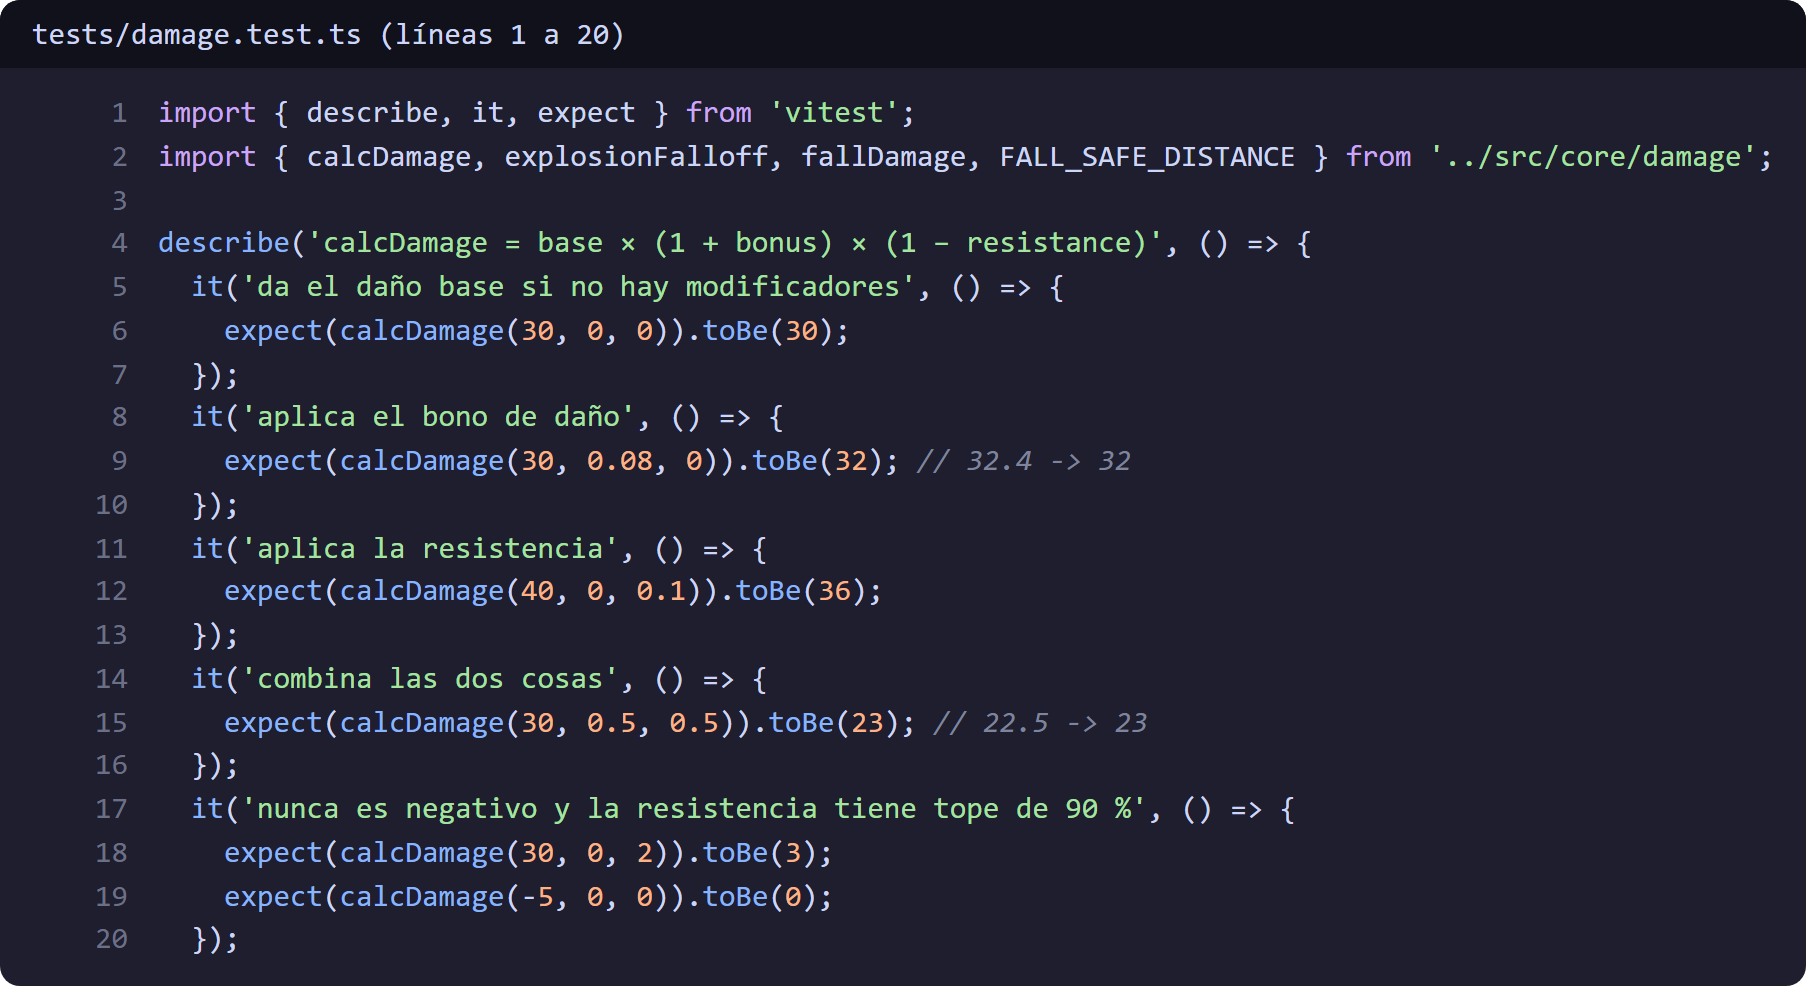 tests/damage.test.ts (líneas 1 a 20)
1 import { describe, it, expect } from 'vitest';
2 import { calcDamage, explosionFalloff, fallDamage, FALL_SAFE_DISTANCE } from '../src/core/damage';
3
4 describe('calcDamage = base × (1 + bonus) × (1 − resistance)', () => {
5   it('da el daño base si no hay modificadores', () => {
6     expect(calcDamage(30, 0, 0)).toBe(30);
7   });
8   it('aplica el bono de daño', () => {
9     expect(calcDamage(30, 0.08, 0)).toBe(32); // 32.4 -> 32
10   });
11   it('aplica la resistencia', () => {
12     expect(calcDamage(40, 0, 0.1)).toBe(36);
13   });
14   it('combina las dos cosas', () => {
15     expect(calcDamage(30, 0.5, 0.5)).toBe(23); // 22.5 -> 23
16   });
17   it('nunca es negativo y la resistencia tiene tope de 90 %', () => {
18     expect(calcDamage(30, 0, 2)).toBe(3);
19     expect(calcDamage(-5, 0, 0)).toBe(0);
20   });